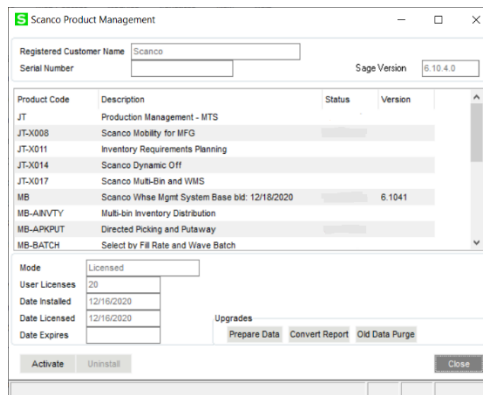 Scanco Product Management
Registered Customer Name Scanco
Serial Number Sage Version 6.10.4.0
Product Code Description Status Version
JT Production Management - MTS
JT-X008 Scanco Mobility for MFG
JT-X011 Inventory Requirements Planning
JT-X014 Scanco Dynamic Off
JT-X017 Scanco Multi-Bin and WMS
MB Scanco Whse Mgmt System Base bld: 12/18/2020 6.1041
MB-AINVTY Multi-bin Inventory Distribution
MB-APKPUT Directed Picking and Putaway
MB-BATCH Select by Fill Rate and Wave Batch
Mode Licensed
User Licenses 20
Date Installed 12/16/2020
Date Licensed 12/16/2020 Upgrades
Date Expires Prepare Data Convert Report Old Data Purge
Activate Uninstall Close